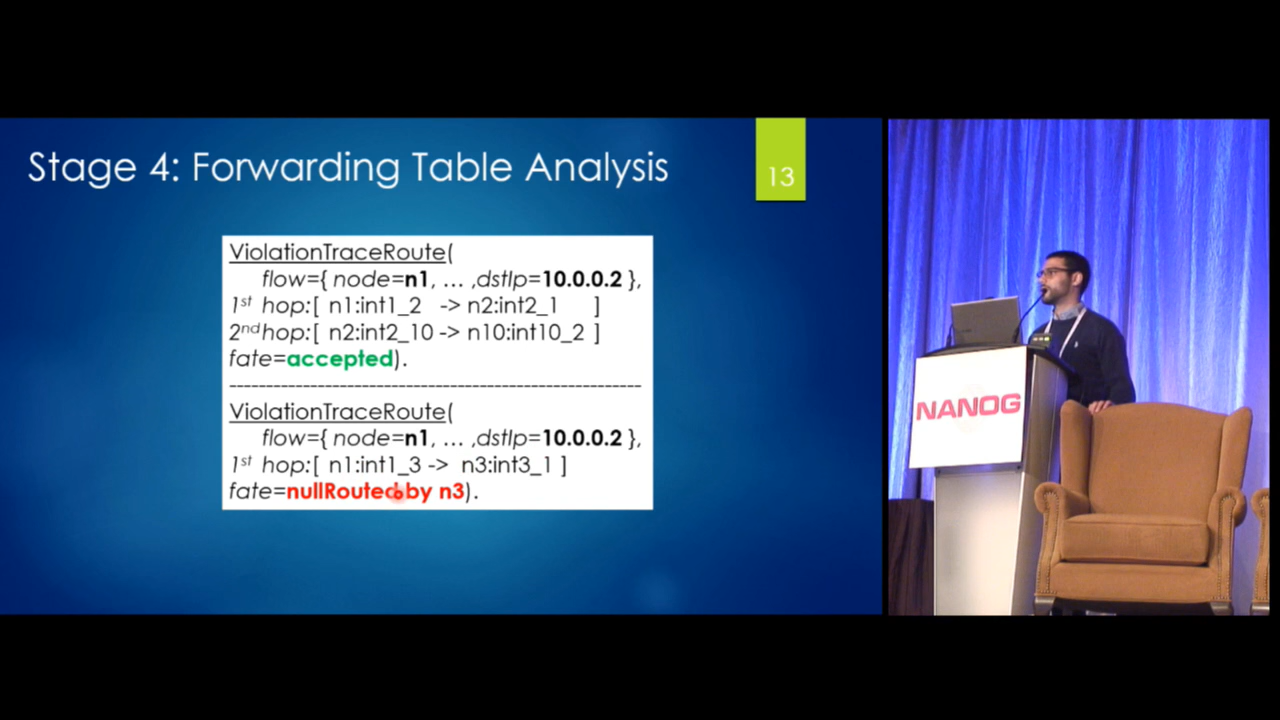 Stage 4: Forwarding Table Analysis
13
ViolationTraceRoute(
flow={ node=n1, ... ,dstIp=10.0.0.2 },
1st hop:[ n1:int1_2 -> n2:int2_1 ]
2nd hop:[ n2:int2_10 -> n10:int10_2 ]
fate=accepted).
------------------------------------------------------------
ViolationTraceRoute(
flow={ node=n1, ... ,dstIp=10.0.0.2 },
1st hop:[ n1:int1_3 -> n3:int3_1 ]
fate=nullRouted by n3).
NANOG